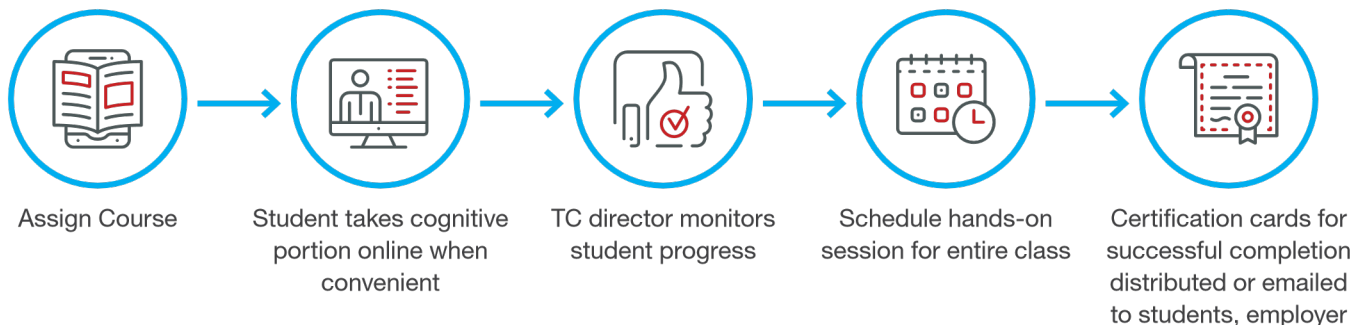 Assign Course
Student takes cognitive
portion online when
convenient
TC director monitors
student progress
Schedule hands-on
session for entire class
Certification cards for
successful completion
distributed or emailed
to students, employer